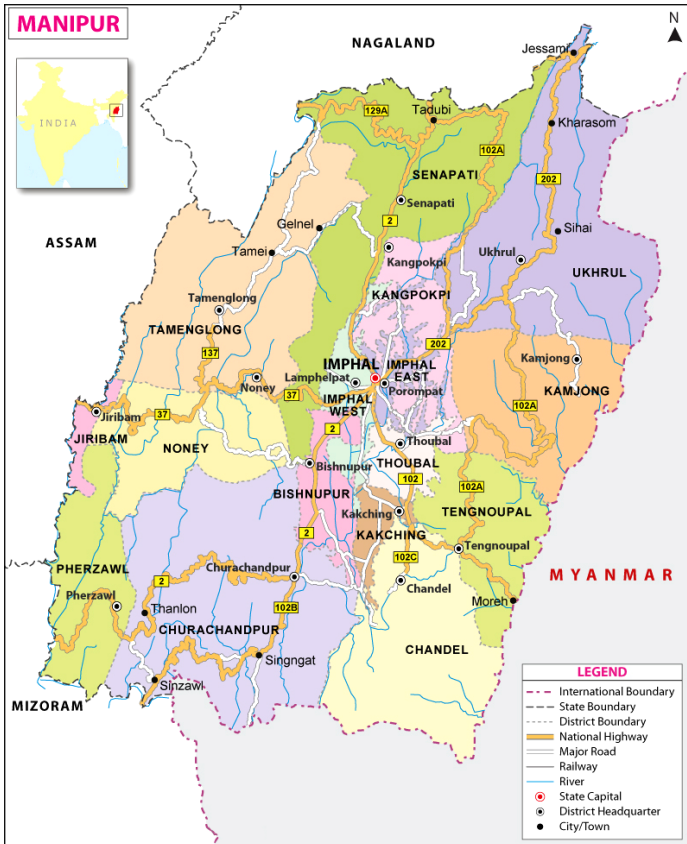 MANIPUR
N
NAGALAND
Jessami
INDIA
129A
Tadubi
Kharasom
102A
SENAPATI
202
Senapati
2
Gelnel
Sihai
ASSAM
Tamei
Kangpokpi
Ukhrul
UKHRUL
KANGPOKPI
Tamenglong
TAMENGLONG
202
137
IMPHAL
IMPHAL
EAST
Kamjong
Lamphelpat
Noney
Porompat
KAMJONG
37
IMPHAL
WEST
102A
Jiribam
37
2
JIRIBAM
NONEY
Thoubal
Bishnupur
THOUBAL
102
102A
BISHNUPUR
Kakching
TENGNOUPAL
KAKCHING
2
Tengnoupal
102C
PHERZAWL
Churachandpur
MYANMAR
2
Chandel
Pherzawl
102B
Moreh
Thanlon
CHURACHANDPUR
CHANDEL
Singngat
Sinzawl
MIZORAM
LEGEND
International Boundary
State Boundary
District Boundary
National Highway
Major Road
Railway
River
State Capital
District Headquarter
City/Town